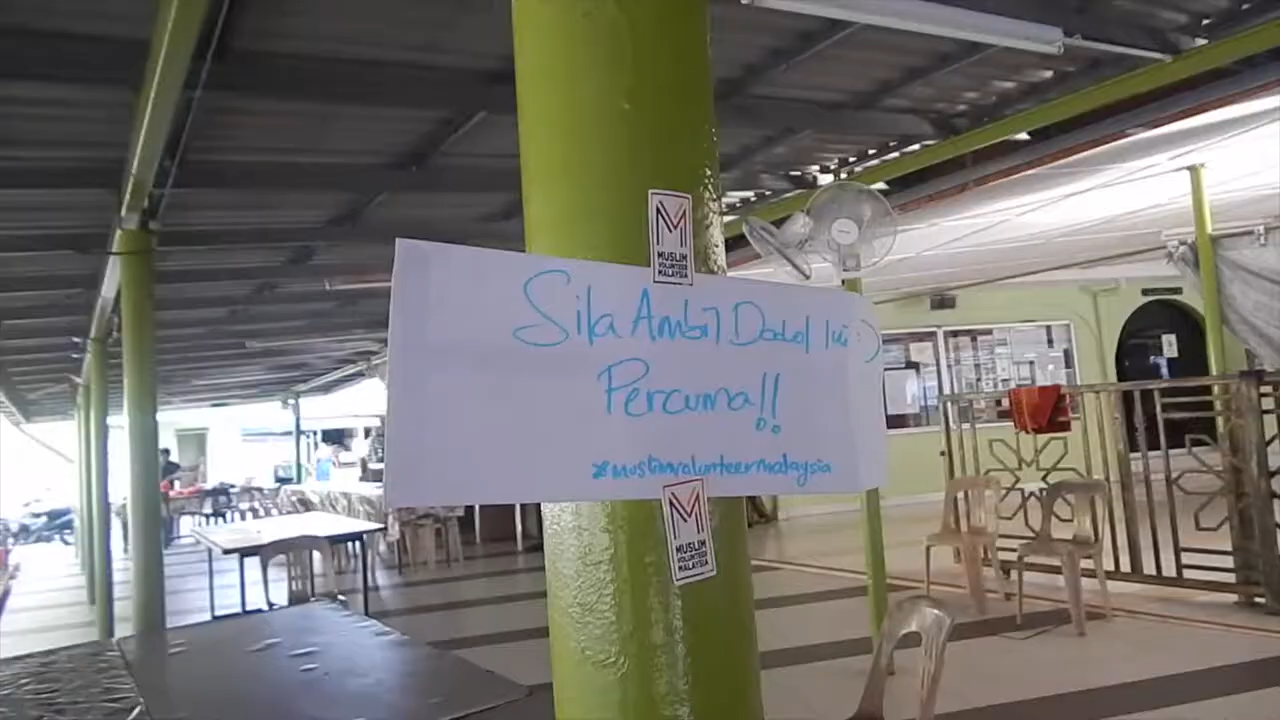 MUSLIM
VOLUNTEER
MALAYSIA
Sila Ambil Dodol Ini :)
Percuma!!
#muslimvolunteermalaysia
MUSLIM
VOLUNTEER
MALAYSIA